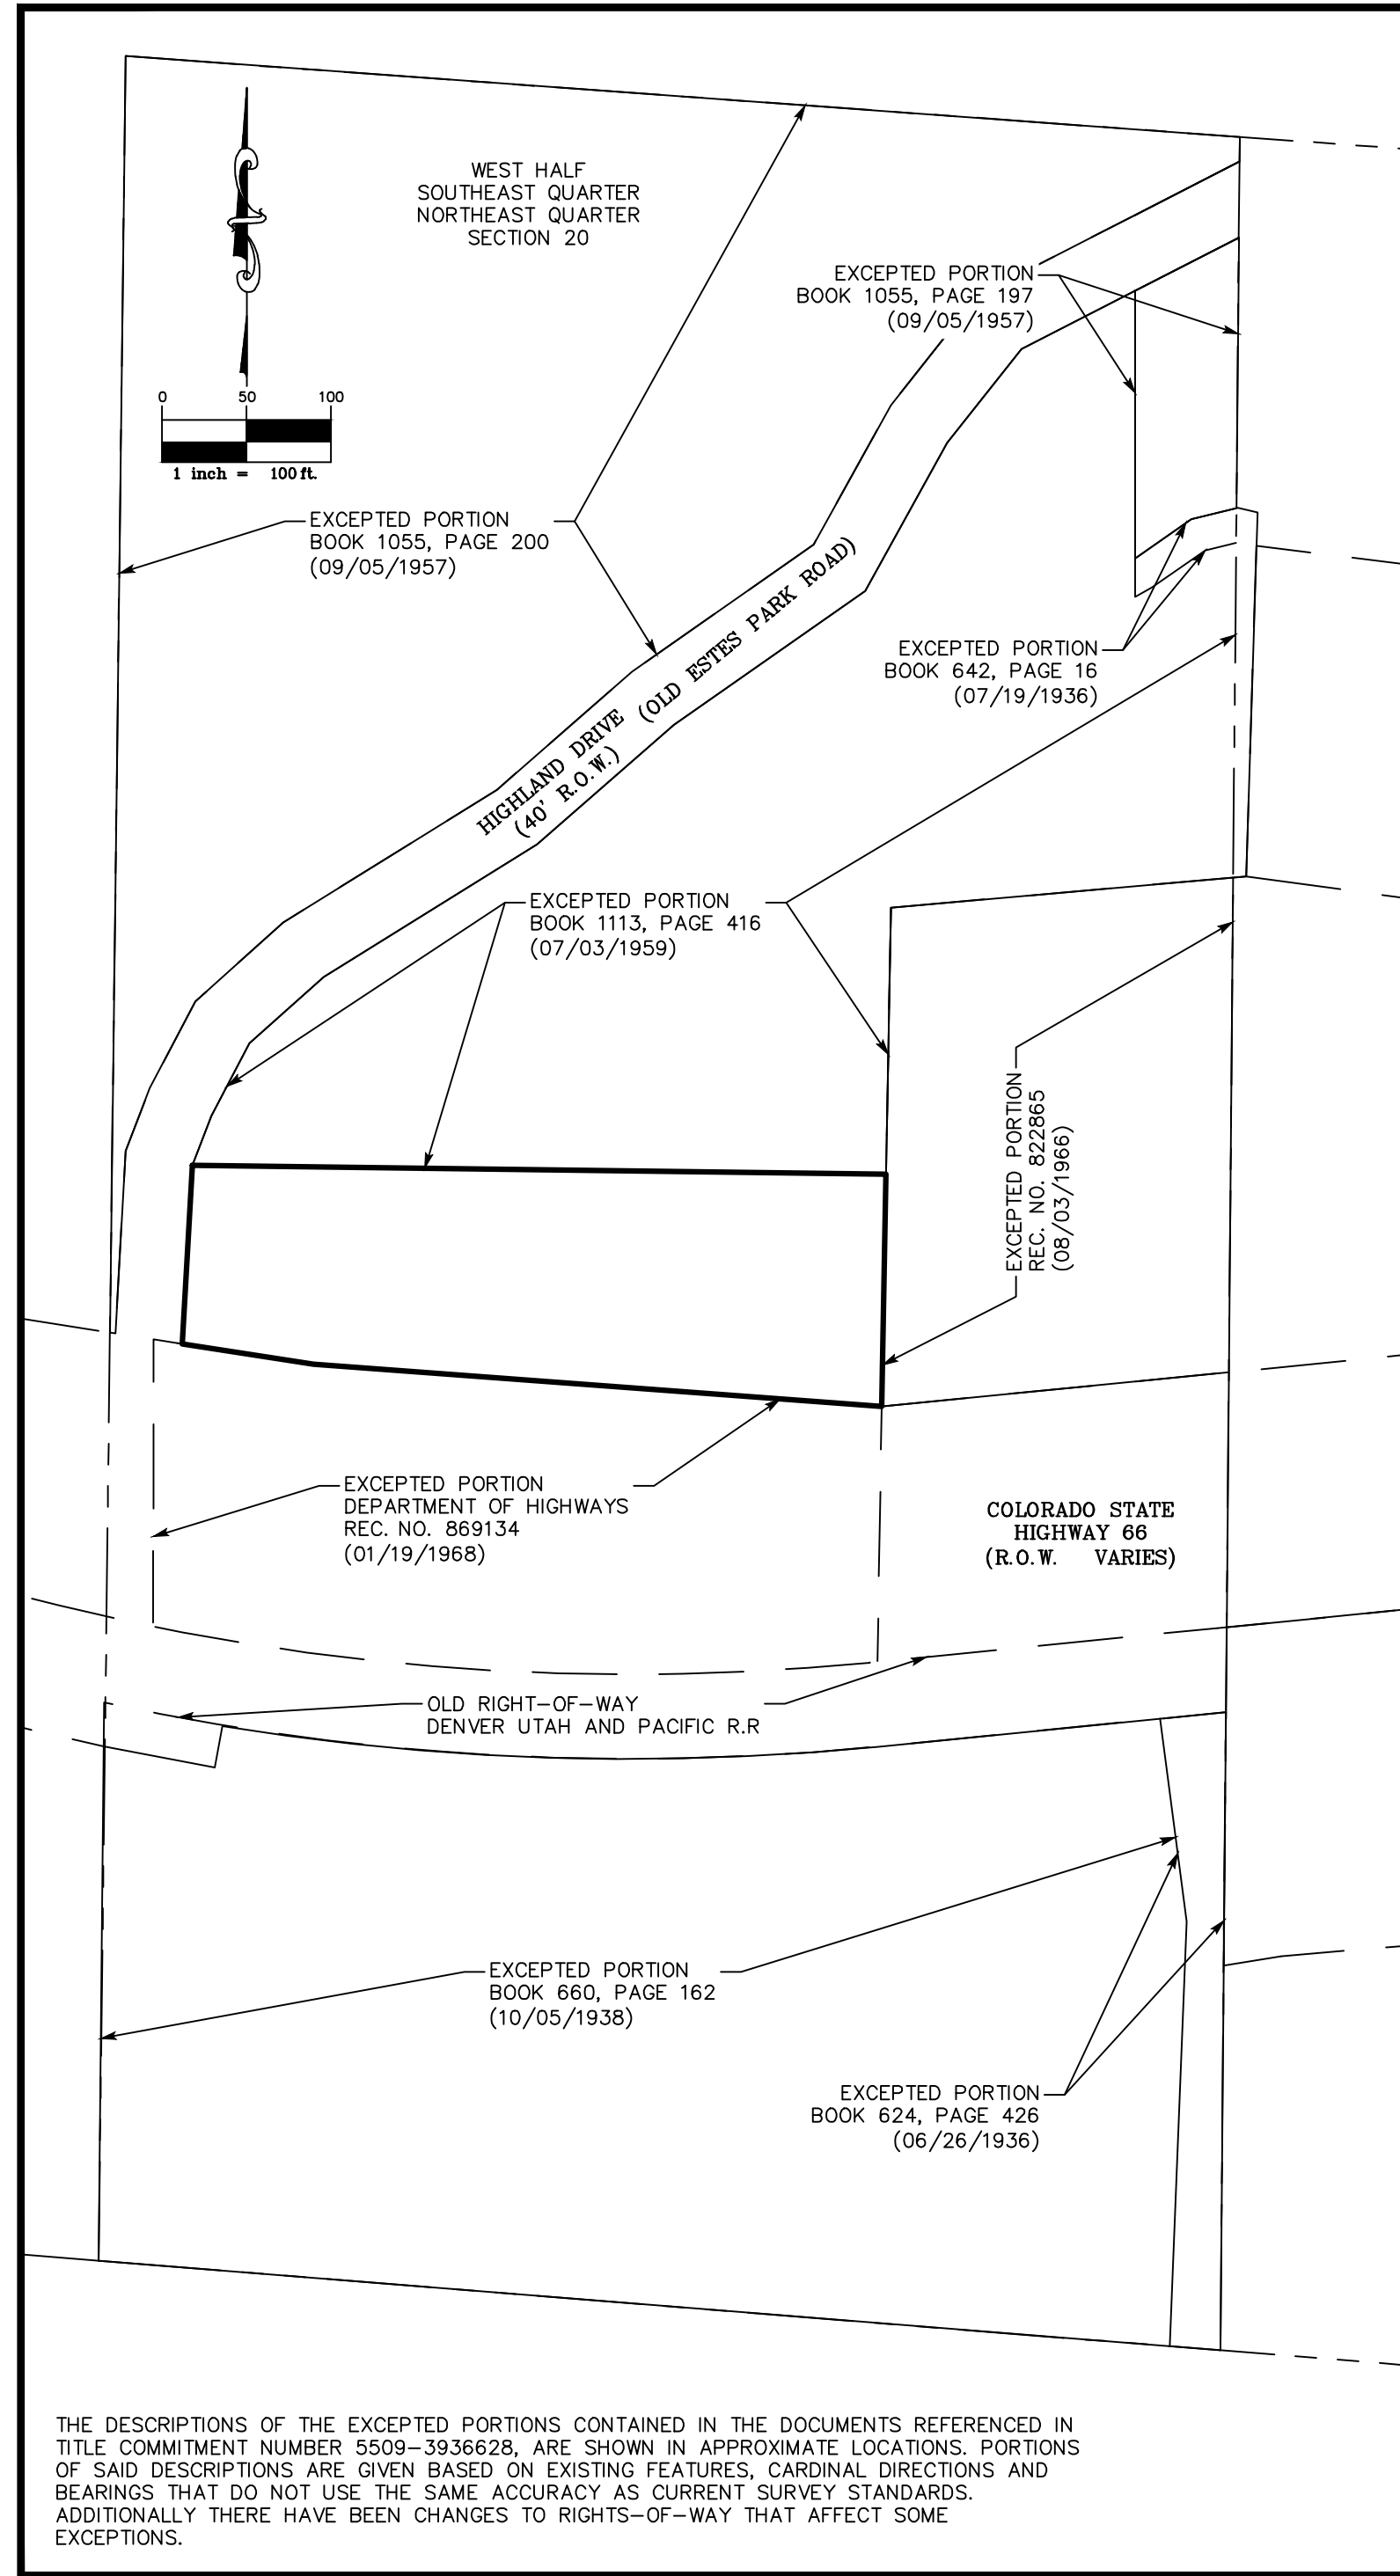 WEST HALF
SOUTHEAST QUARTER
NORTHEAST QUARTER
SECTION 20
EXCEPTED PORTION
BOOK 1055, PAGE 197
(09/05/1957)
0 50 100
1 inch = 100 ft.
EXCEPTED PORTION
BOOK 1055, PAGE 200
(09/05/1957)
HIGHLAND DRIVE (OLD ESTES PARK ROAD)
(40' R.O.W.)
EXCEPTED PORTION
BOOK 642, PAGE 16
(07/19/1936)
EXCEPTED PORTION
BOOK 1113, PAGE 416
(07/03/1959)
EXCEPTED PORTION
REC. NO. 822865
(08/03/1966)
EXCEPTED PORTION
DEPARTMENT OF HIGHWAYS
REC. NO. 869134
(01/19/1968)
COLORADO STATE
HIGHWAY 66
(R.O.W. VARIES)
OLD RIGHT-OF-WAY
DENVER UTAH AND PACIFIC R.R
EXCEPTED PORTION
BOOK 660, PAGE 162
(10/05/1938)
EXCEPTED PORTION
BOOK 624, PAGE 426
(06/26/1936)
THE DESCRIPTIONS OF THE EXCEPTED PORTIONS CONTAINED IN THE DOCUMENTS REFERENCED IN
TITLE COMMITMENT NUMBER 5509-3936628, ARE SHOWN IN APPROXIMATE LOCATIONS. PORTIONS
OF SAID DESCRIPTIONS ARE GIVEN BASED ON EXISTING FEATURES, CARDINAL DIRECTIONS AND
BEARINGS THAT DO NOT USE THE SAME ACCURACY AS CURRENT SURVEY STANDARDS.
ADDITIONALLY THERE HAVE BEEN CHANGES TO RIGHTS-OF-WAY THAT AFFECT SOME
EXCEPTIONS.